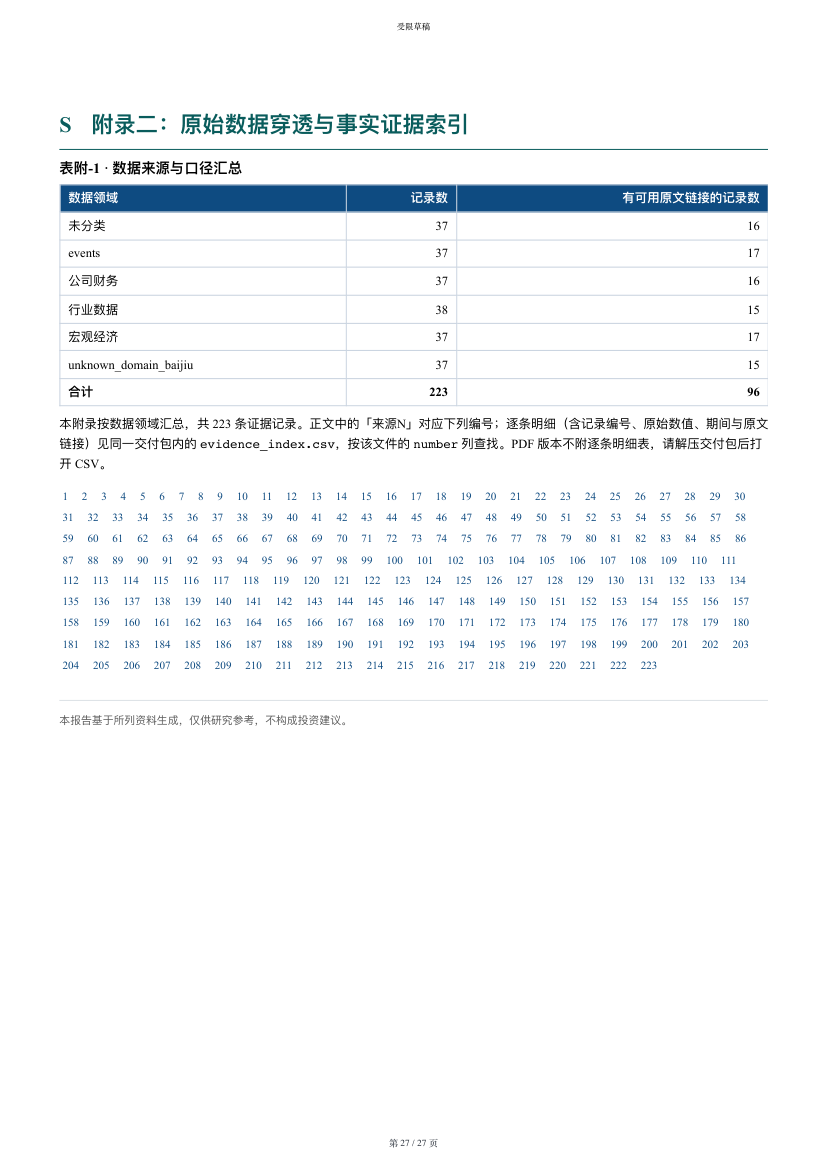 受限草稿
S 附录二：原始数据穿透与事实证据索引
表附-1 · 数据来源与口径汇总
数据领域 记录数 有可用原文链接的记录数
未分类 37 16
events 37 17
公司财务 37 16
行业数据 38 15
宏观经济 37 17
unknown_domain_baijiu 37 15
合计 223 96
本附录按数据领域汇总，共 223 条证据记录。正文中的「来源N」对应下列编号；逐条明细（含记录编号、原始数值、期间与原文
链接）见同一交付包内的 evidence_index.csv，按该文件的 number 列查找。PDF 版本不附逐条明细表，请解压交付包后打
开 CSV。
1 2 3 4 5 6 7 8 9 10 11 12 13 14 15 16 17 18 19 20 21 22 23 24 25 26 27 28 29 30
31 32 33 34 35 36 37 38 39 40 41 42 43 44 45 46 47 48 49 50 51 52 53 54 55 56 57 58
59 60 61 62 63 64 65 66 67 68 69 70 71 72 73 74 75 76 77 78 79 80 81 82 83 84 85 86
87 88 89 90 91 92 93 94 95 96 97 98 99 100 101 102 103 104 105 106 107 108 109 110 111
112 113 114 115 116 117 118 119 120 121 122 123 124 125 126 127 128 129 130 131 132 133 134
135 136 137 138 139 140 141 142 143 144 145 146 147 148 149 150 151 152 153 154 155 156 157
158 159 160 161 162 163 164 165 166 167 168 169 170 171 172 173 174 175 176 177 178 179 180
181 182 183 184 185 186 187 188 189 190 191 192 193 194 195 196 197 198 199 200 201 202 203
204 205 206 207 208 209 210 211 212 213 214 215 216 217 218 219 220 221 222 223
本报告基于所列资料生成，仅供研究参考，不构成投资建议。
第 27 / 27 页